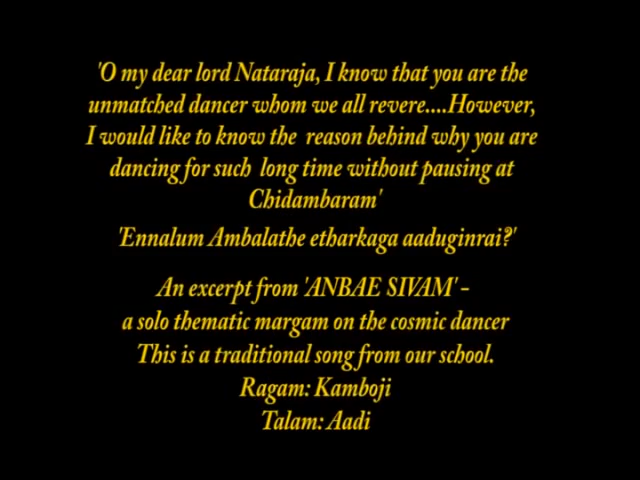 'O my dear lord Nataraja, I know that you are the
unmatched dancer whom we all revere....However,
I would like to know the reason behind why you are
dancing for such long time without pausing at
Chidambaram'
'Ennalum Ambalathe etharkaga aaduginrai?'
An excerpt from 'ANBAE SIVAM' -
a solo thematic margam on the cosmic dancer
This is a traditional song from our school.
Ragam: Kamboji
Talam: Aadi